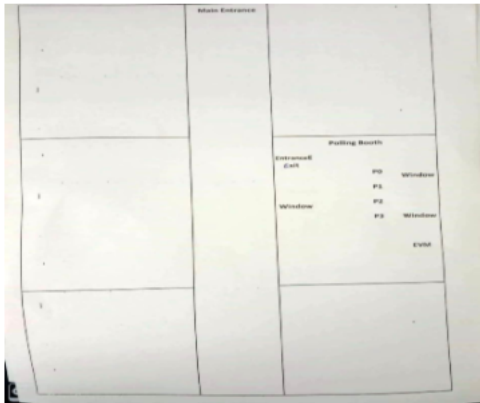 Main Entrance
Polling Booth
Entrance&
Exit
P0
Window
P1
Window
P2
P3
Window
EVM